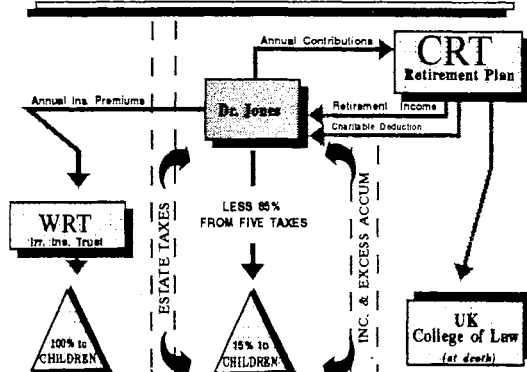 Annual Contributions
CRT
Retirement Plan
Annual Ins. Premiums
Dr. Jones
Retirement Income
Charitable Deduction
LESS 85%
FROM FIVE TAXES
ESTATE TAXES
INC. & EXCESS ACCUM
WRT
Irr. Ins. Trust
100% to
CHILDREN
15% to
CHILDREN
UK
College of Law
(at death)